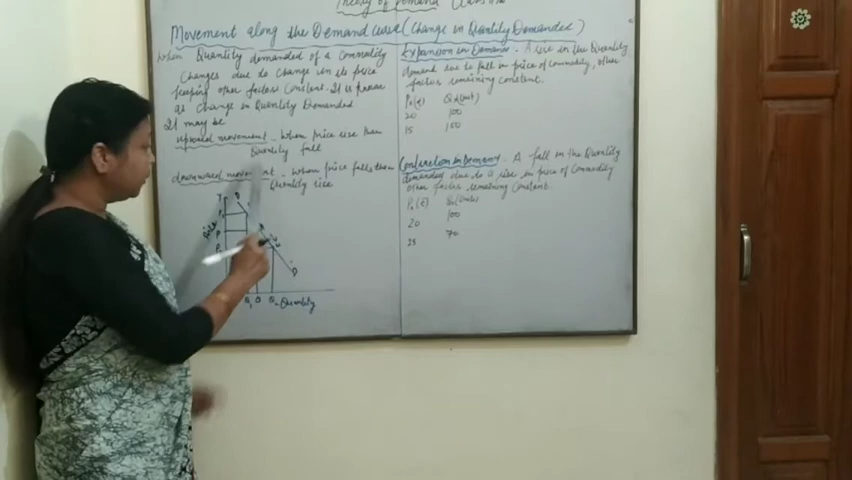 Theory of Demand Class
Movement along the Demand curve (Change in Quantity Demanded)
When Quantity demanded of a commodity
Changes due to change in its price
keeping other factors Constant. It is known
as change in Quantity Demanded
It may be
upward movement - When price rise then
Quantity fall
downward movement - When price falls then
Quantity rise
Y
D
P
P
D
Q1 Q Q2 Quantity
Expansion in Demand - A rise in the Quantity
demand due to fall in price of commodity, other
factor remaining constant.
20 100
15 150
Contraction in Demand - A fall in the Quantity
demanded due to a rise in price of Commodity
other factor remaining Constant.
20 100
25 70